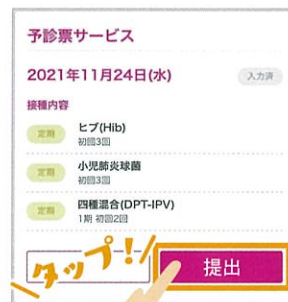 予診票サービス
2021年11月24日(水)
入力済
接種内容
定期
ヒブ(Hib)
初回3回
定期
小児肺炎球菌
初回3回
定期
四種混合(DPT-IPV)
1期 初回2回
タップ!
提出